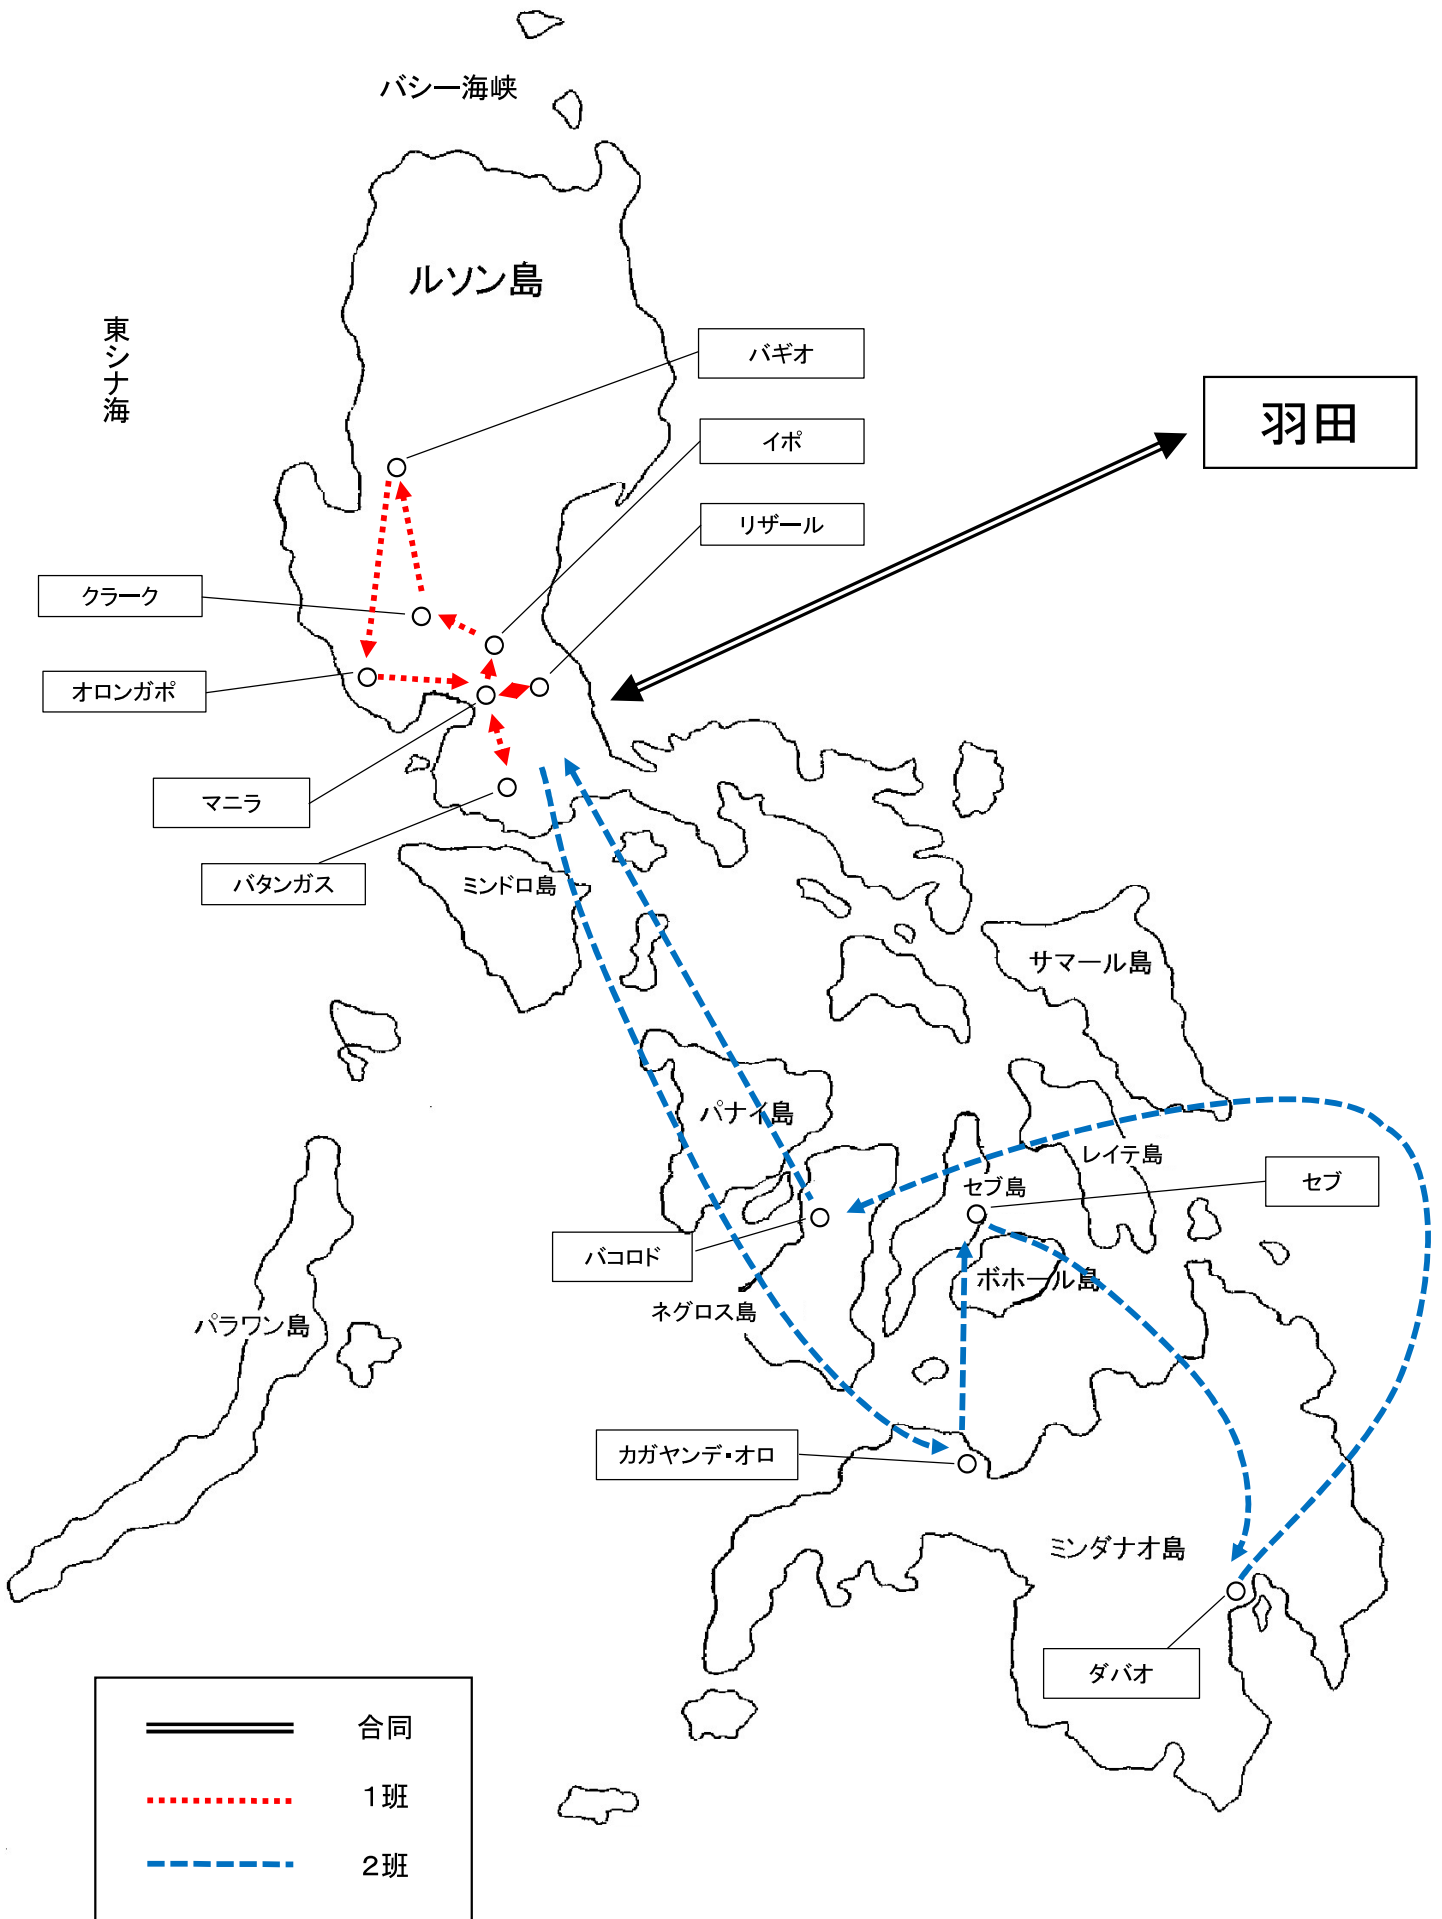 バシー海峡
ルソン島
東シナ海
バギオ
羽田
イポ
リザール
クラーク
オロンガポ
マニラ
バタンガス
ミンドロ島
サマール島
パナイ島
レイテ島
セブ
セブ島
バコロド
ボホール島
ネグロス島
パラワン島
カガヤンデ・オロ
ミンダナオ島
ダバオ
合同
1班
2班